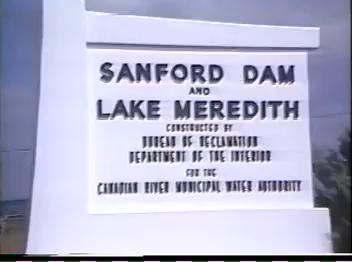 SANFORD DAM
AND
LAKE MEREDITH
CONSTRUCTED BY
BUREAU OF RECLAMATION
DEPARTMENT OF THE INTERIOR
FOR THE
CANADIAN RIVER MUNICIPAL WATER AUTHORITY